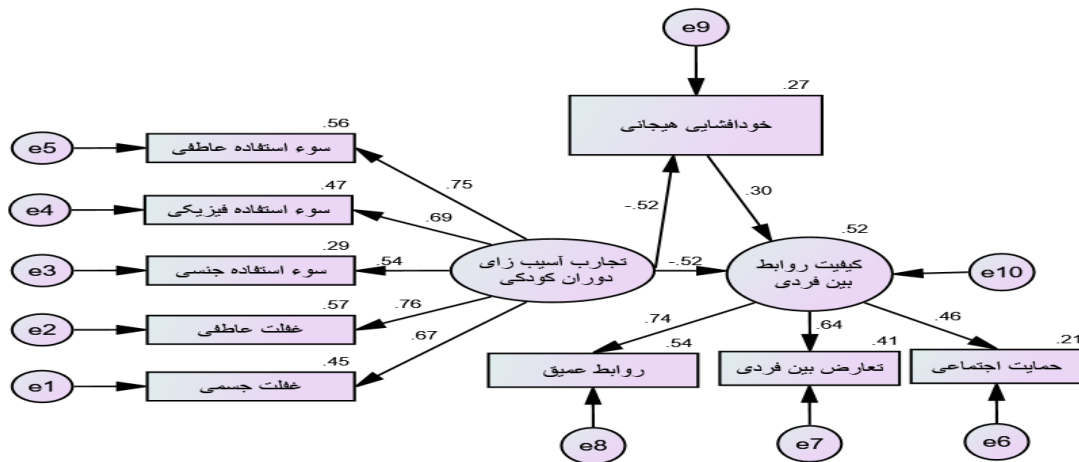 e9
.27
خودافشایی هیجانی
.56
e5
سوء استفاده عاطفی
.75
.47
e4
سوء استفاده فیزیکی
.69
-.52
.30
.29
e3
سوء استفاده جنسی
.54
تجارب آسیب زای
دوران کودکی
-.52
.52
کیفیت روابط
بین فردی
e10
.57
e2
غفلت عاطفی
.76
.67
.45
e1
غفلت جسمی
.74
.64
.46
.54
روابط عمیق
.41
تعارض بین فردی
.21
حمایت اجتماعی
e8
e7
e6